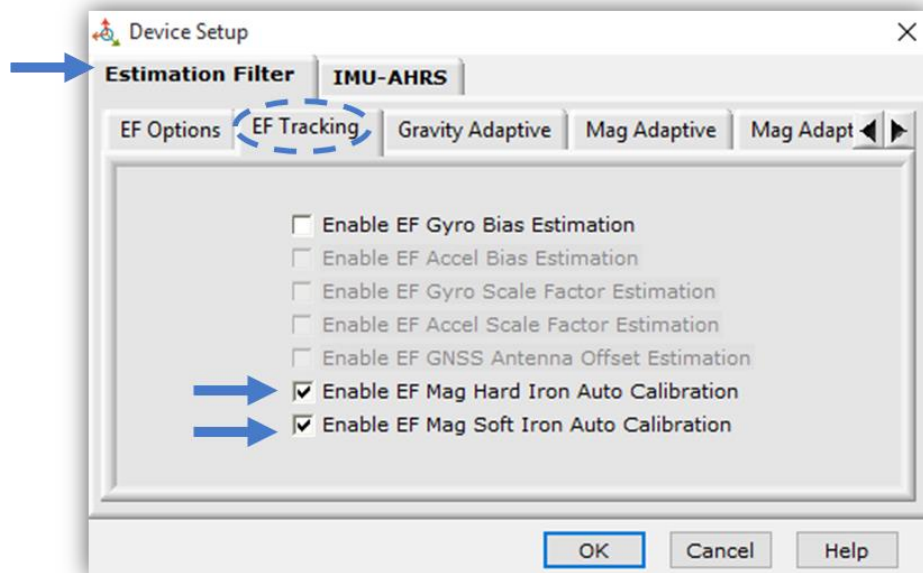 Device Setup
Estimation Filter IMU-AHRS
EF Options EF Tracking Gravity Adaptive Mag Adaptive Mag Adapt
Enable EF Gyro Bias Estimation
Enable EF Accel Bias Estimation
Enable EF Gyro Scale Factor Estimation
Enable EF Accel Scale Factor Estimation
Enable EF GNSS Antenna Offset Estimation
Enable EF Mag Hard Iron Auto Calibration
Enable EF Mag Soft Iron Auto Calibration
OK Cancel Help